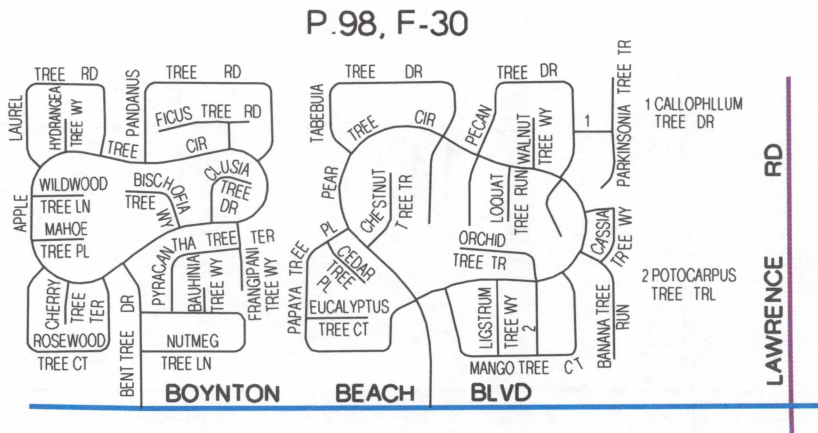 P.98, F-30
TREE RD
TREE RD
TREE DR
TREE DR
LAUREL
HYDRANGEA
TREE WY
PANDANUS
FICUS TREE RD
TABEBUIA
PECAN
WALNUT
TREE WY
1
PARKINSONIA TREE TR
1 CALLOPHLLUM
TREE DR
TREE CIR
TREE CIR
APPLE
WILDWOOD
TREE LN
MAHOE
TREE PL
BISCHOFIA
TREE WY
CLUSIA
TREE
DR
PEAR
CHESTNUT
TREE TR
LOQUAT
TREE RUN
ORCHID
TREE TR
CASSIA
TREE WY
RD
CHERRY
TREE
TER
ROSEWOOD
TREE CT
BENT TREE DR
PYRACANTHA TREE TER
BAUHINIA
TREE WY
FRANGIPANI
TREE WY
NUTMEG
TREE LN
PAPAYA TREE PL
CEDAR
TREE
PL
EUCALYPTUS
TREE CT
LIGSTRUM
TREE WY
2
MANGO TREE CT
BANANA TREE
RUN
2 POTOCARPUS
TREE TRL
LAWRENCE
BOYNTON BEACH BLVD